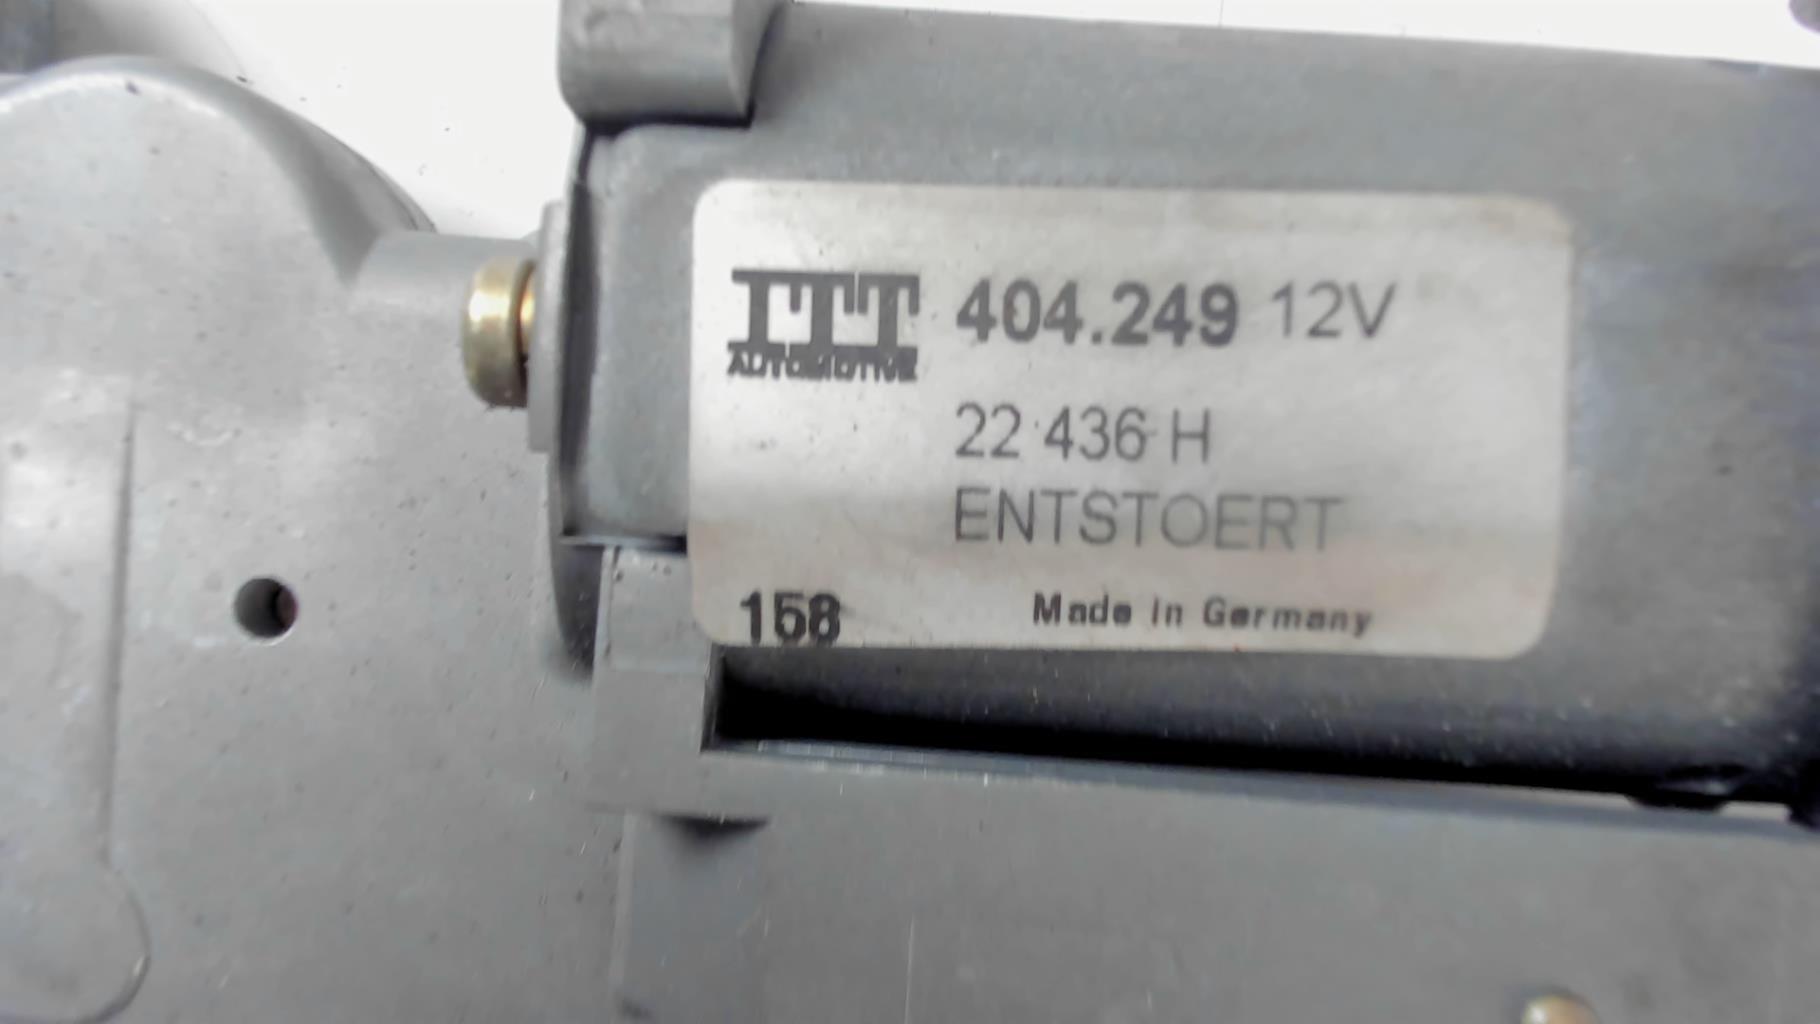 ITT 404.249 12V
AUTOMOTIVE
22 436 H
ENTSTOERT
158 Made in Germany